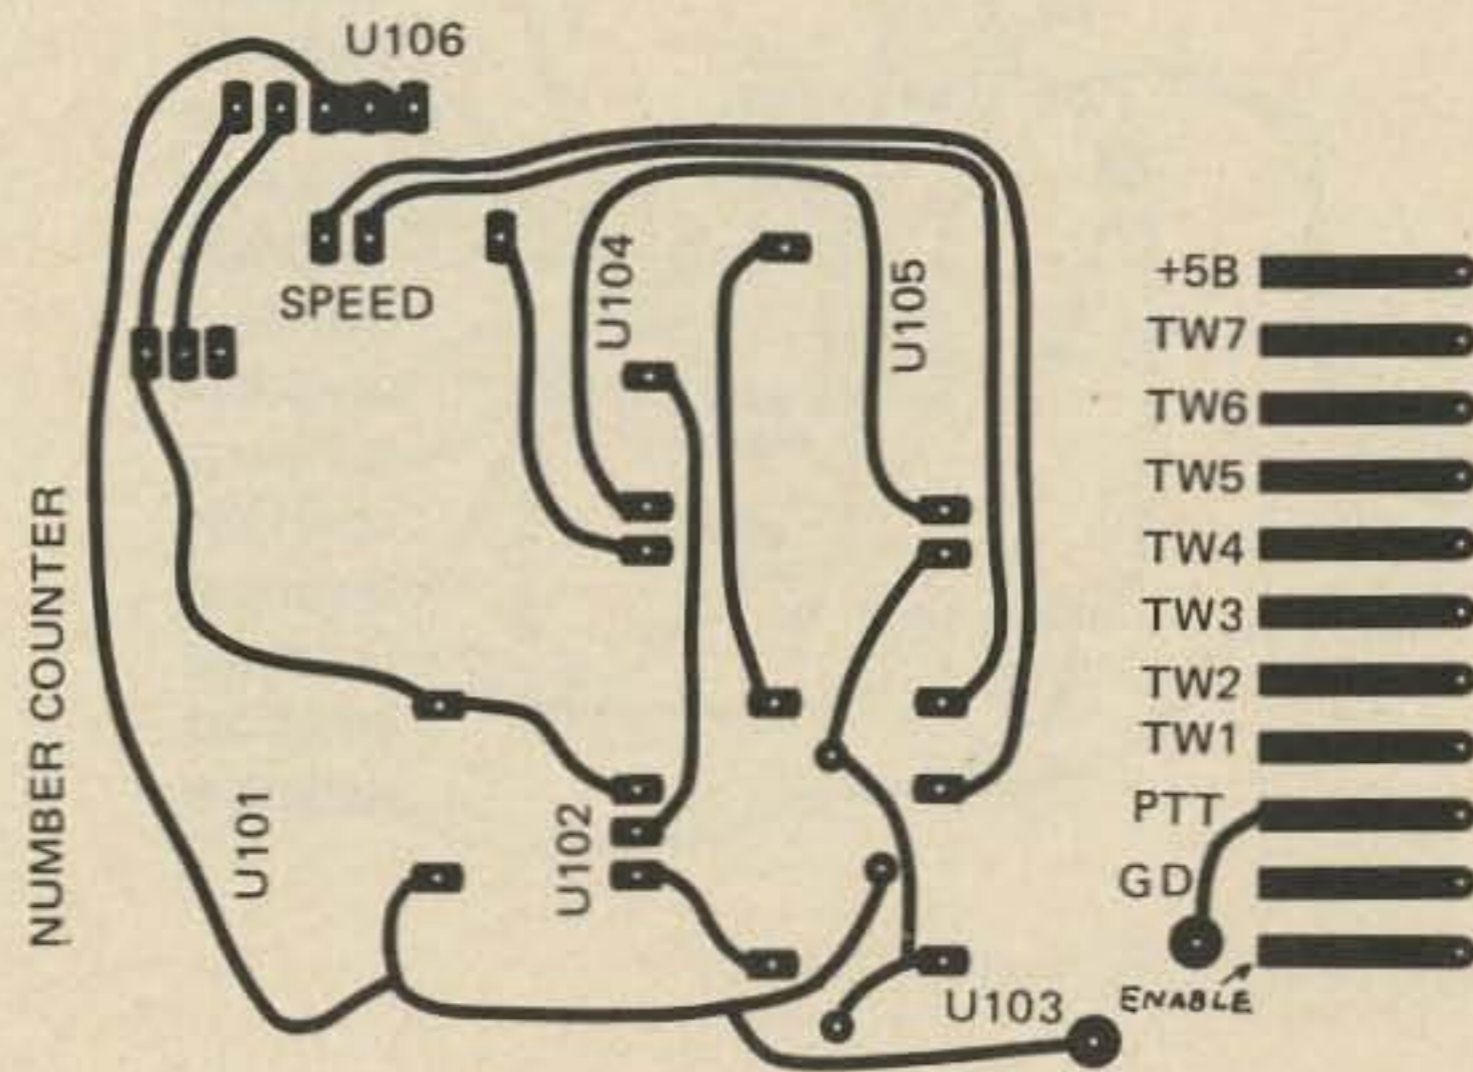 U106
SPEED
U104
U105
NUMBER COUNTER
U101
U102
U103
+5B
TW7
TW6
TW5
TW4
TW3
TW2
TW1
PTT
GD
ENABLE